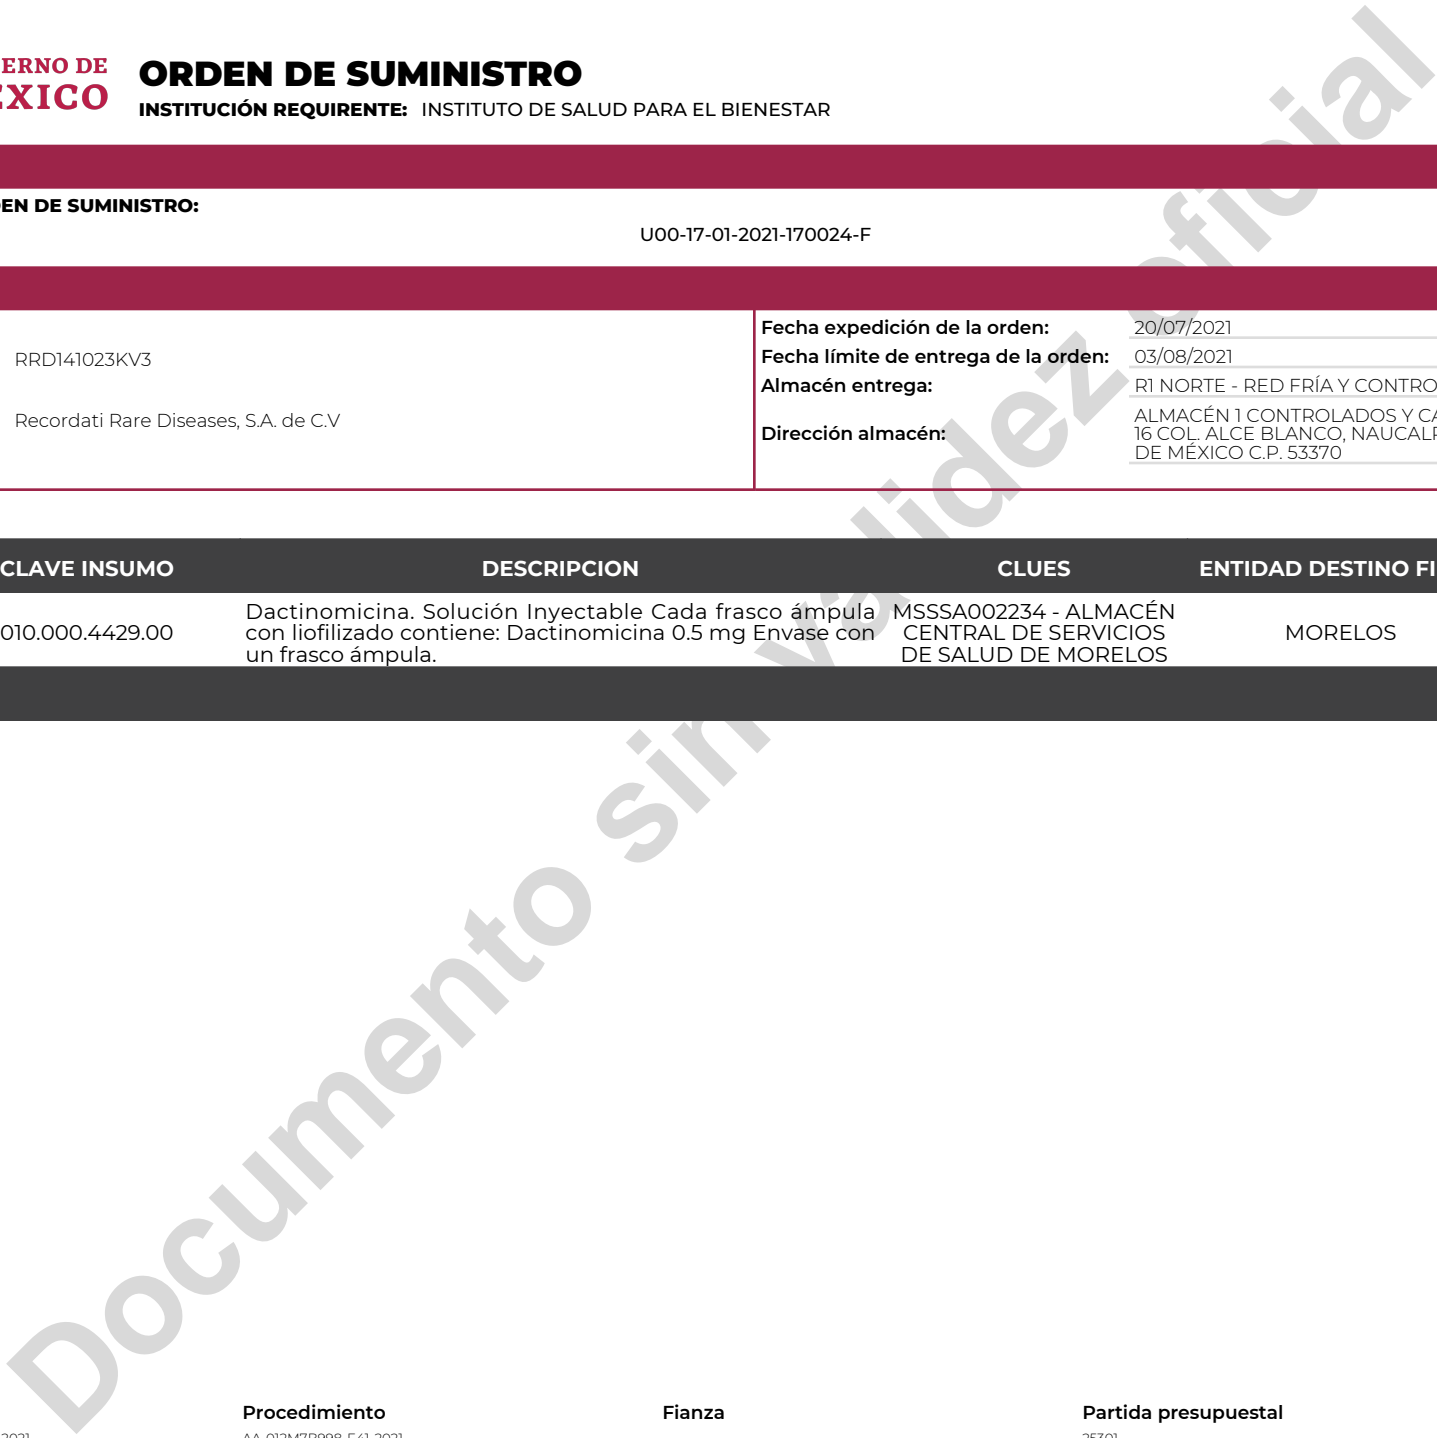 ERNO DE
ÉXICO
ORDEN DE SUMINISTRO
INSTITUCIÓN REQUIRENTE: INSTITUTO DE SALUD PARA EL BIENESTAR
EN DE SUMINISTRO:
U00-17-01-2021-170024-F
RRD141023KV3
Recordati Rare Diseases, S.A. de C.V
Fecha expedición de la orden: 20/07/2021
Fecha límite de entrega de la orden: 03/08/2021
Almacén entrega: R1 NORTE - RED FRÍA Y CONTRO
Dirección almacén:
ALMACÉN 1 CONTROLADOS Y CA
16 COL. ALCE BLANCO, NAUCALP
DE MÉXICO C.P. 53370
CLAVE INSUMO DESCRIPCION CLUES ENTIDAD DESTINO FI
010.000.4429.00
Dactinomicina. Solución Inyectable Cada frasco ámpula
con liofilizado contiene: Dactinomicina 0.5 mg Envase con
un frasco ámpula.
MSSSA002234 - ALMACÉN
CENTRAL DE SERVICIOS
DE SALUD DE MORELOS
MORELOS
Documento sin validez oficial
Procedimiento Fianza Partida presupuestal